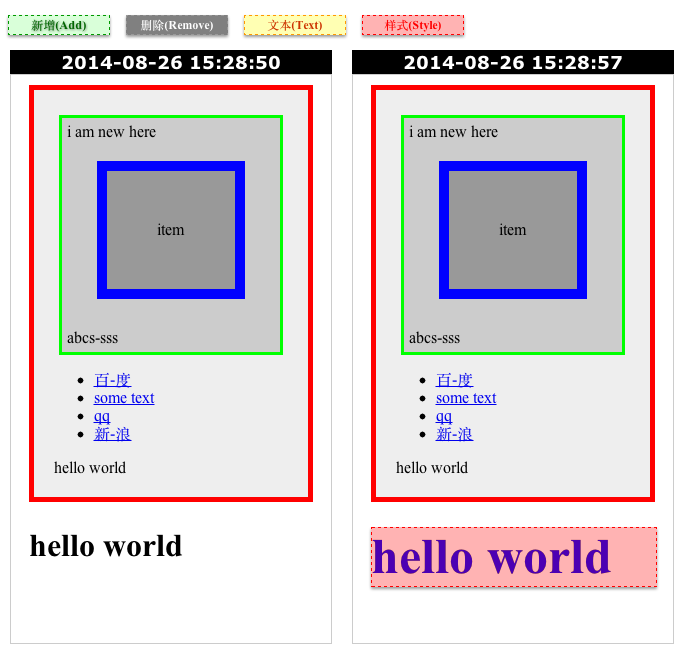 新增(Add) 删除(Remove) 文本(Text) 样式(Style)
2014-08-26 15:28:50
i am new here
item
abcs-sss
百-度
some text
qq
新-浪
hello world
hello world
2014-08-26 15:28:57
i am new here
item
abcs-sss
百-度
some text
qq
新-浪
hello world
hello world